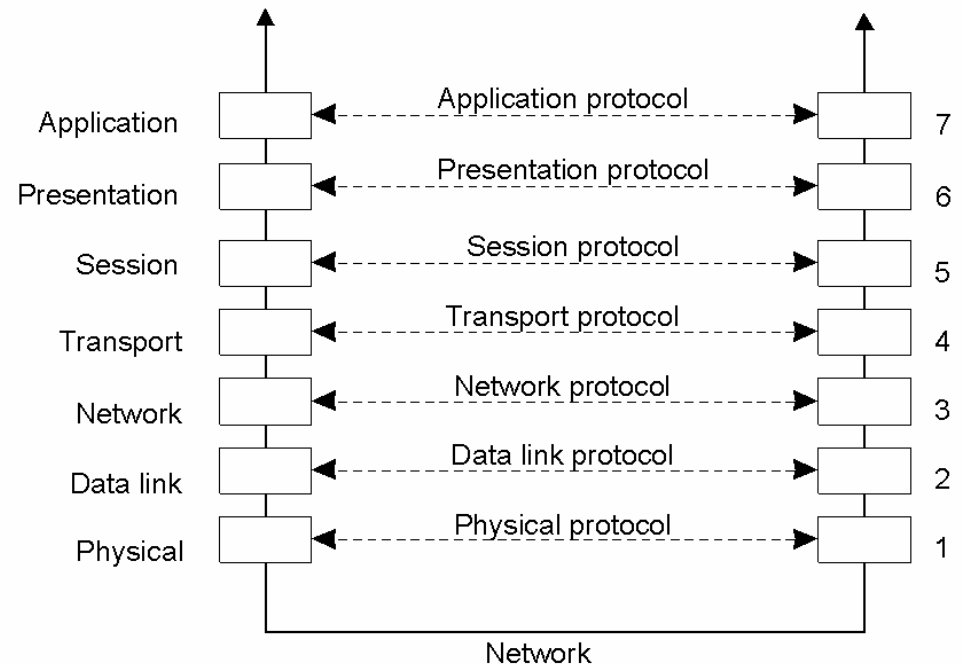 Application protocol
Application
7
Presentation protocol
Presentation
6
Session protocol
Session
5
Transport protocol
Transport
4
Network protocol
Network
3
Data link protocol
Data link
2
Physical protocol
Physical
1
Network